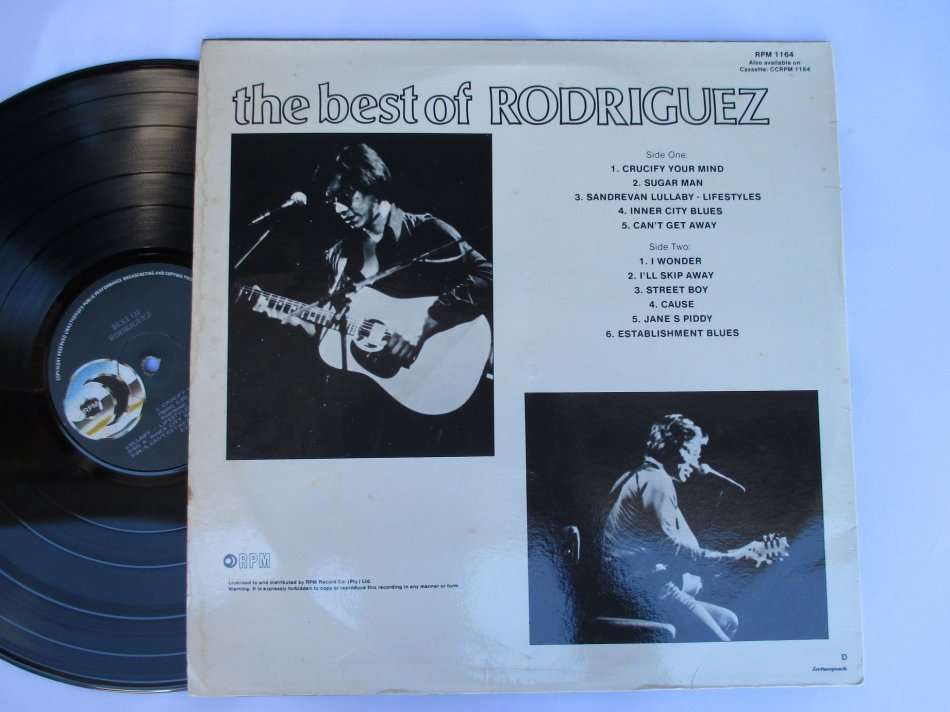 RPM 1164
Also available on
Cassette: CCRPM 1164
the best of RODRIGUEZ
Side One:
1. CRUCIFY YOUR MIND
2. SUGAR MAN
3. SANDREVAN LULLABY - LIFESTYLES
4. INNER CITY BLUES
5. CAN'T GET AWAY
Side Two:
1. I WONDER
2. I'LL SKIP AWAY
3. STREET BOY
4. CAUSE
5. JANE S PIDDY
6. ESTABLISHMENT BLUES
BEST OF
RODRIGUEZ
RPM
RPM
Licensed to and distributed by RPM Record Co. (Pty.) Ltd.
Warning: It is expressly forbidden to copy or reproduce this recording in any manner or form.